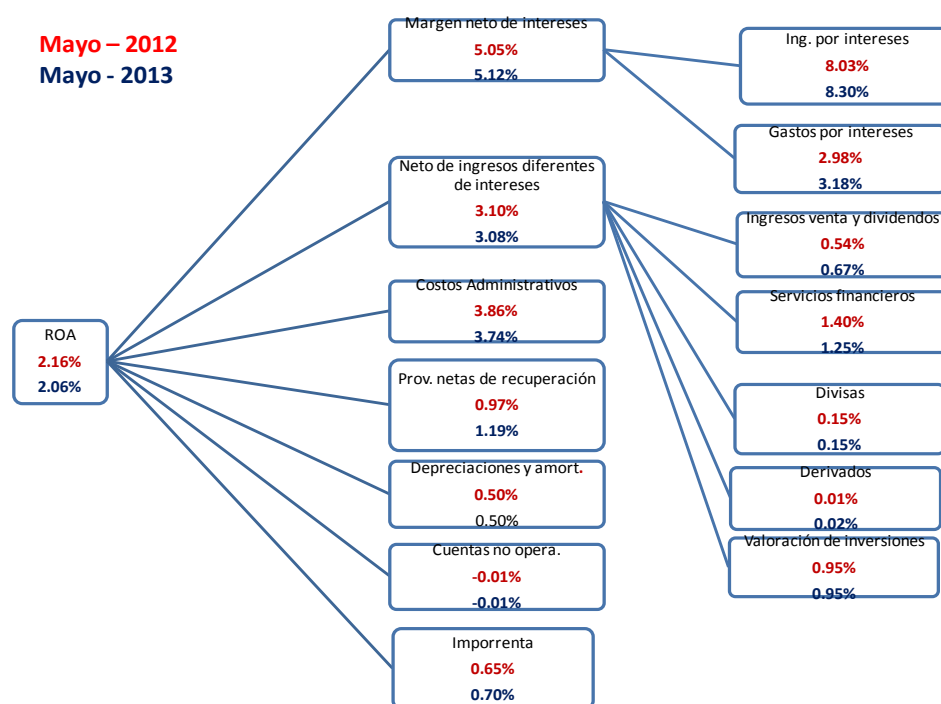 Mayo – 2012
Mayo - 2013
ROA
2.16%
2.06%
Margen neto de intereses
5.05%
5.12%
Neto de ingresos diferentes
de intereses
3.10%
3.08%
Costos Administrativos
3.86%
3.74%
Prov. netas de recuperación
0.97%
1.19%
Depreciaciones y amort.
0.50%
0.50%
Cuentas no opera.
-0.01%
-0.01%
Imporrenta
0.65%
0.70%
Ing. por intereses
8.03%
8.30%
Gastos por intereses
2.98%
3.18%
Ingresos venta y dividendos
0.54%
0.67%
Servicios financieros
1.40%
1.25%
Divisas
0.15%
0.15%
Derivados
0.01%
0.02%
Valoración de inversiones
0.95%
0.95%